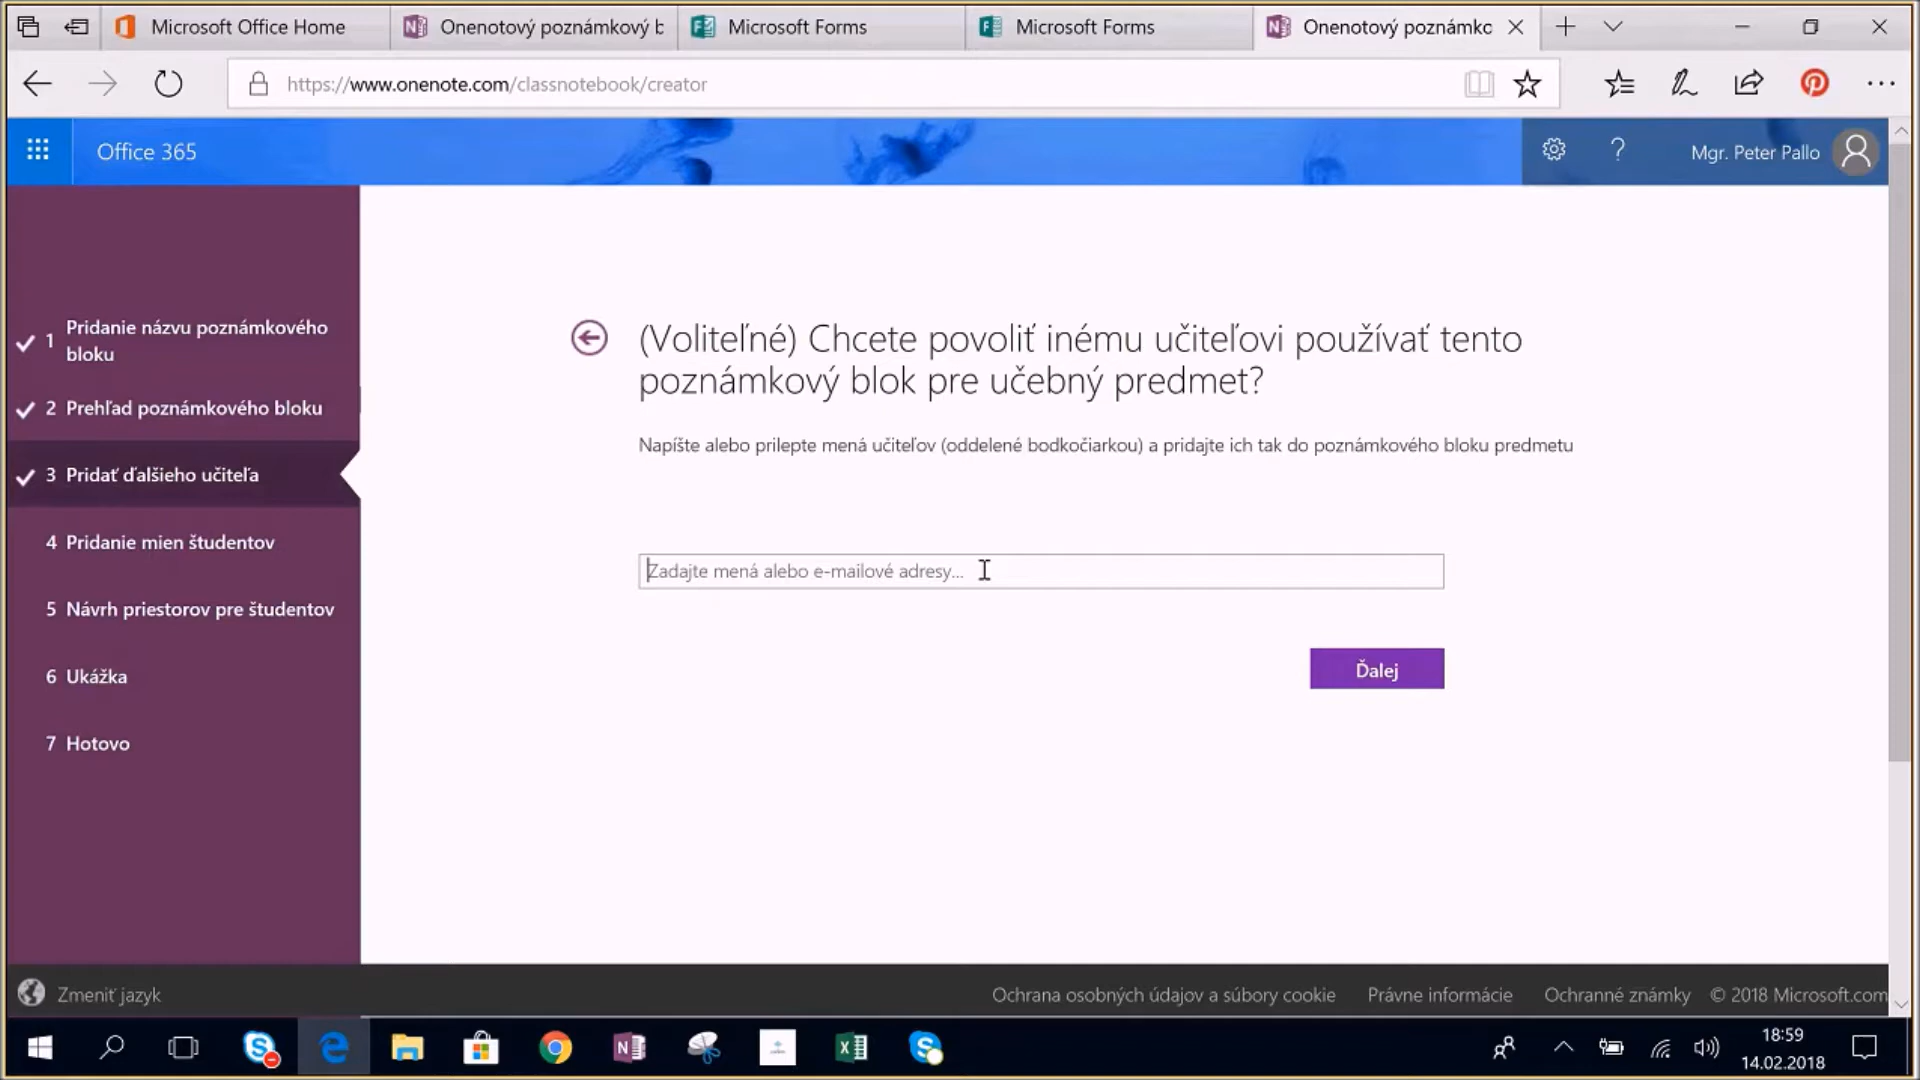 Microsoft Office Home
Onenotový poznámkový b
Microsoft Forms
Microsoft Forms
Onenotový poznámko
https://www.onenote.com/classnotebook/creator
Office 365
?
Mgr. Peter Pallo
1 Pridanie názvu poznámkového
bloku
2 Prehľad poznámkového bloku
3 Pridať ďalšieho učiteľa
4 Pridanie mien študentov
5 Návrh priestorov pre študentov
6 Ukážka
7 Hotovo
(Voliteľné) Chcete povoliť inému učiteľovi používať tento
poznámkový blok pre učebný predmet?
Napíšte alebo prilepte mená učiteľov (oddelené bodkočiarkou) a pridajte ich tak do poznámkového bloku predmetu
Zadajte mená alebo e-mailové adresy...
Ďalej
Zmeniť jazyk
Ochrana osobných údajov a súbory cookie
Právne informácie
Ochranné známky
© 2018 Microsoft.com
18:59
14.02.2018